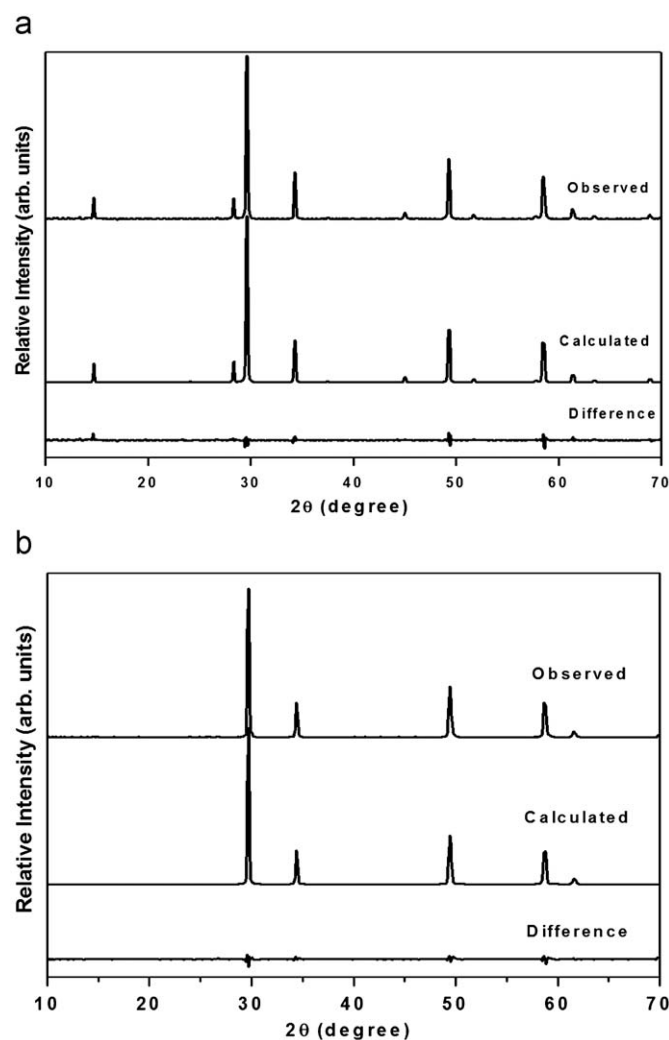 a
Relative Intensity (arb. units)
Observed
Calculated
Difference
10 20 30 40 50 60 70
2θ (degree)
b
Relative Intensity (arb. units)
Observed
Calculated
Difference
10 20 30 40 50 60 70
2θ (degree)